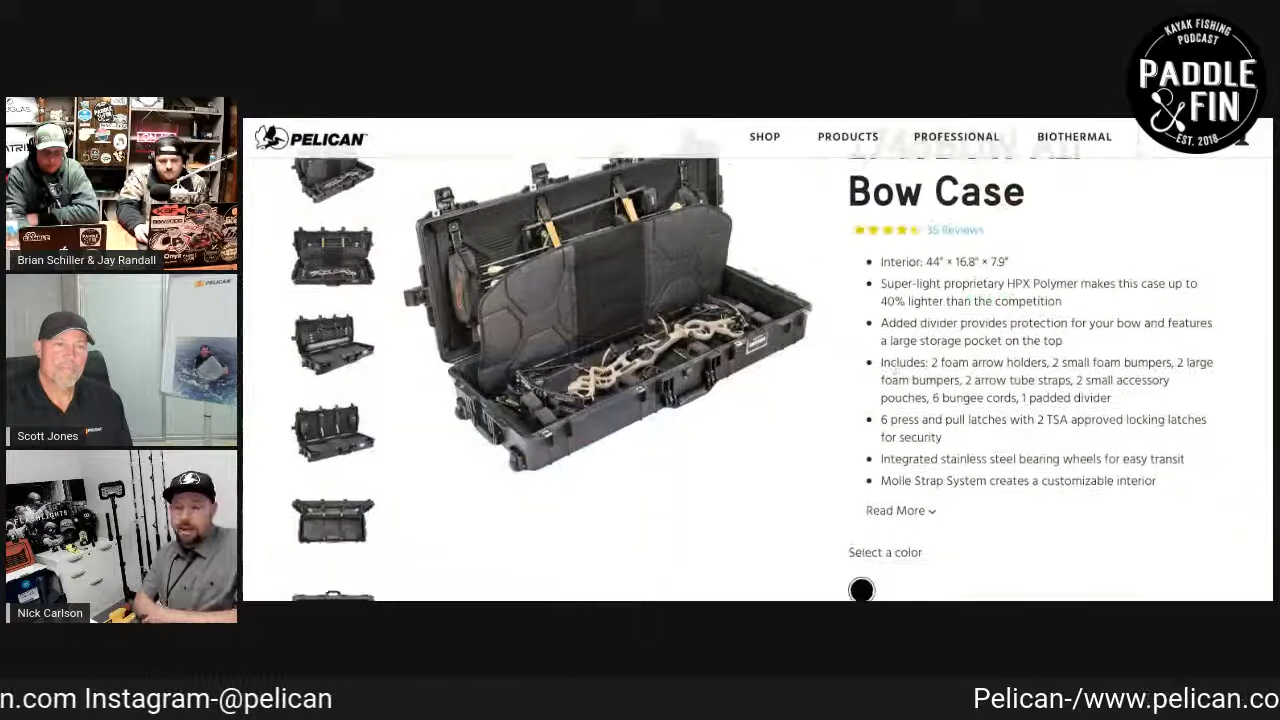 KAYAK FISHING
PODCAST
PADDLE
& FIN
EST. 2018
PELICAN
SHOP PRODUCTS PROFESSIONAL BIOTHERMAL
Bow Case
36 Reviews
Interior: 44" × 16.8" × 7.9"
Super-light proprietary HPX Polymer makes this case up to
40% lighter than the competition
Added divider provides protection for your bow and features
a large storage pocket on the top
Includes: 2 foam arrow holders, 2 small foam bumpers, 2 large
foam bumpers, 2 arrow tube straps, 2 small accessory
pouches, 6 bungee cords, 1 padded divider
6 press and pull latches with 2 TSA approved locking latches
for security
Integrated stainless steel bearing wheels for easy transit
Molle Strap System creates a customizable interior
Read More
Select a color
Brian Schiller & Jay Randall
PELICAN
Scott Jones
NIck Carlson
n.com Instagram-@pelican
Pelican-/www.pelican.co